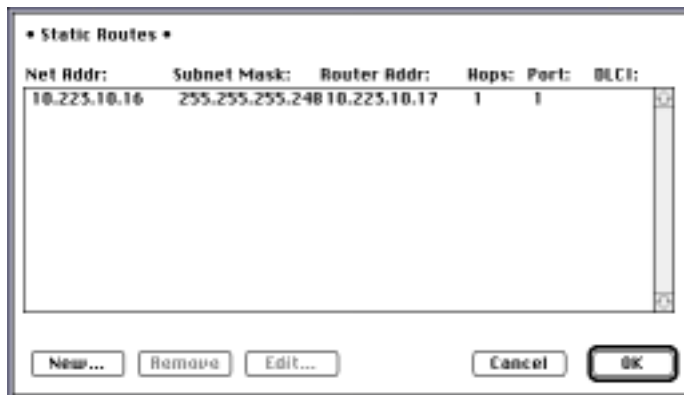 • Static Routes •
Net Addr: Subnet Mask: Router Addr: Hops: Port: DLCI:
10.223.10.16 255.255.255.248 10.223.10.17 1 1
New... Remove Edit... Cancel OK